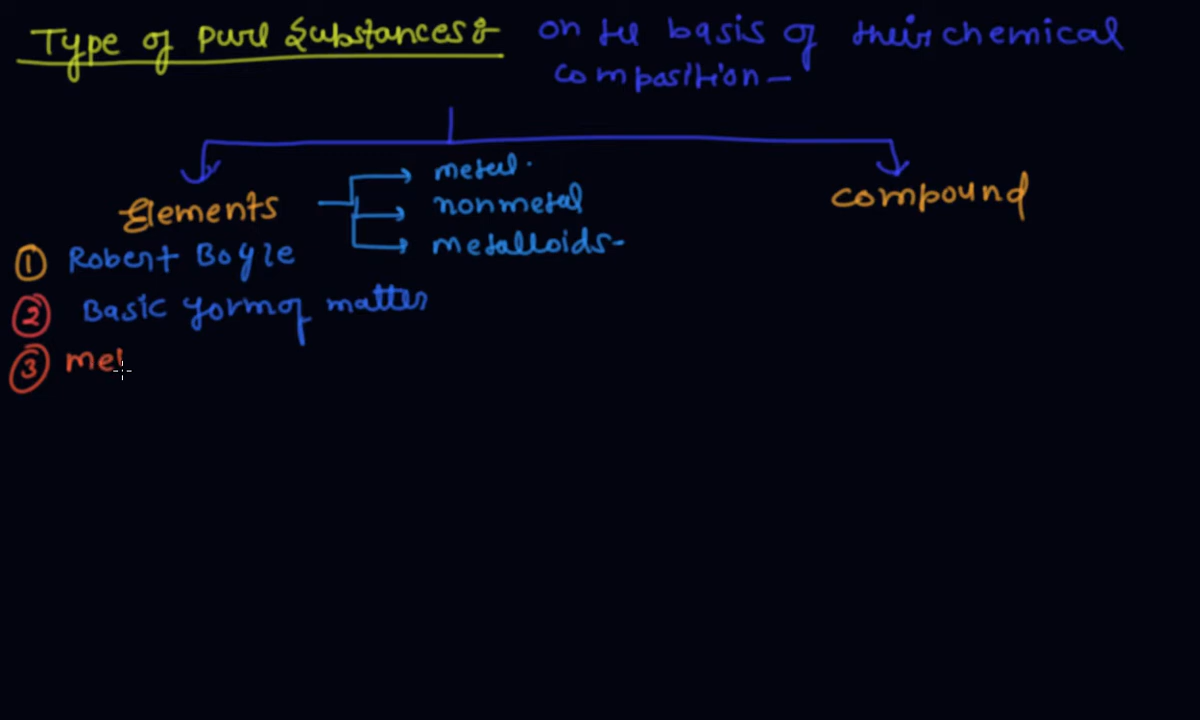 Type of pure substances on the basis of their chemical
composition -
Elements
metal.
nonmetal
metalloids-
compound
① Robert Boyle
② Basic form of matter
③ met